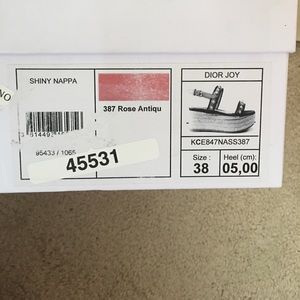 SHINY NAPPA
387 Rose Antiqu
DIOR JOY
KCE847NASS387
Size :
38
Heel (cm):
05,00
45531